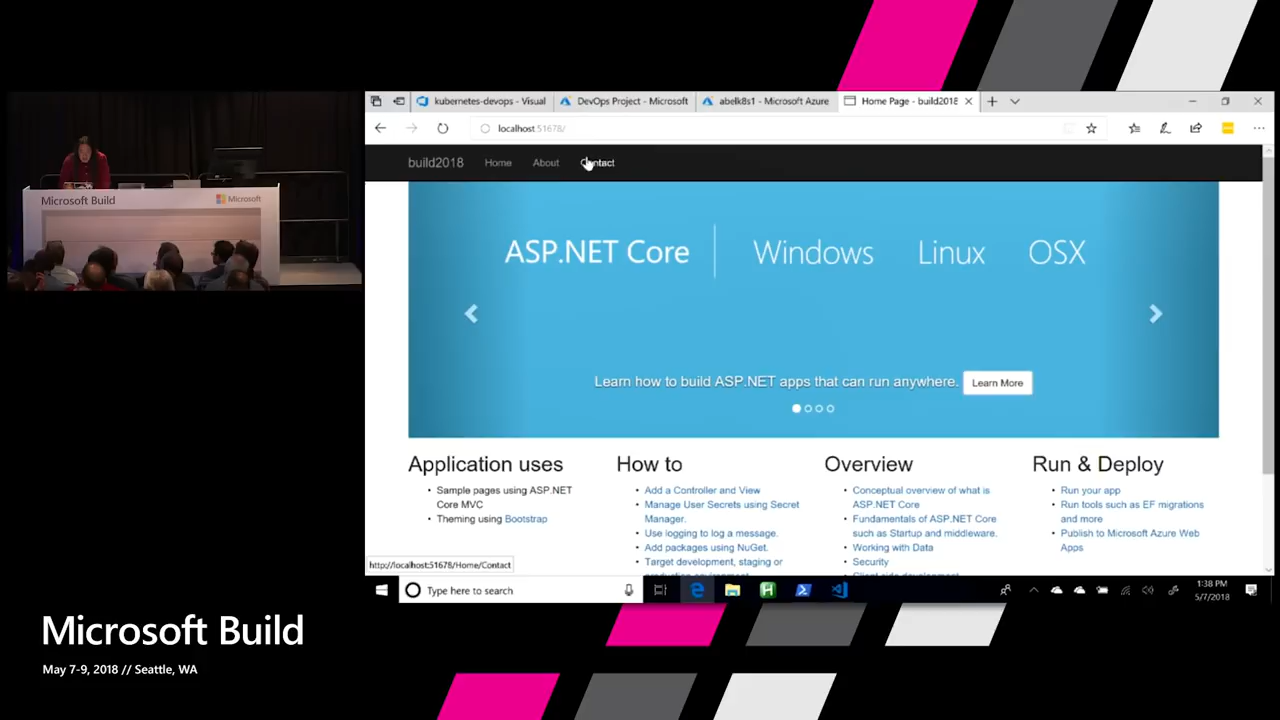 kubernetes-devops - Visual
DevOps Project - Microsoft
abelk8s1 - Microsoft Azure
Home Page - build2018
localhost:51678/
build2018
Home
About
Contact
Microsoft Build
Microsoft
ASP.NET Core
Windows
Linux
OSX
Learn how to build ASP.NET apps that can run anywhere.
Learn More
Application uses
Sample pages using ASP.NET
Core MVC
Theming using Bootstrap
How to
Add a Controller and View
Manage User Secrets using Secret
Manager.
Use logging to log a message.
Add packages using NuGet.
Target development, staging or
production environment.
Overview
Conceptual overview of what is
ASP.NET Core
Fundamentals of ASP.NET Core
such as Startup and middleware.
Working with Data
Security
Client side development
Run & Deploy
Run your app
Run tools such as EF migrations
and more
Publish to Microsoft Azure Web
Apps
http://localhost:51678/Home/Contact
Type here to search
1:38 PM
5/7/2018
Microsoft Build
May 7-9, 2018 // Seattle, WA